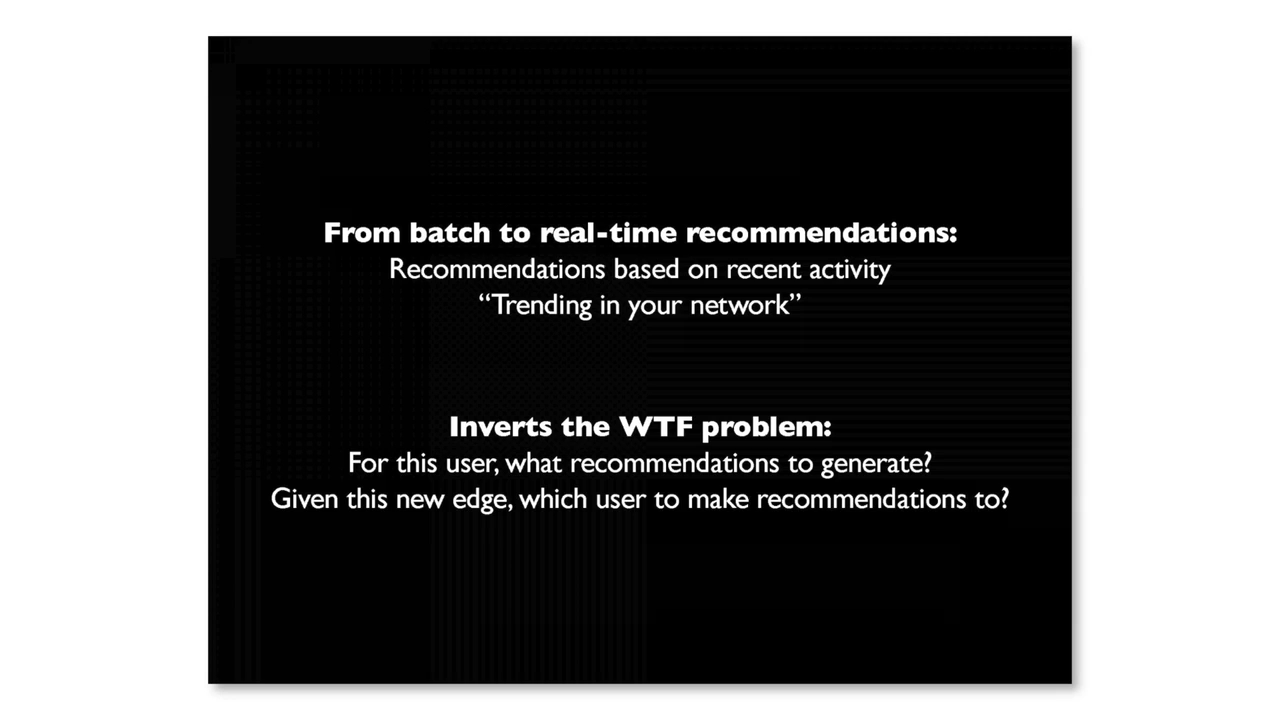 From batch to real-time recommendations:
Recommendations based on recent activity
“Trending in your network”
Inverts the WTF problem:
For this user, what recommendations to generate?
Given this new edge, which user to make recommendations to?